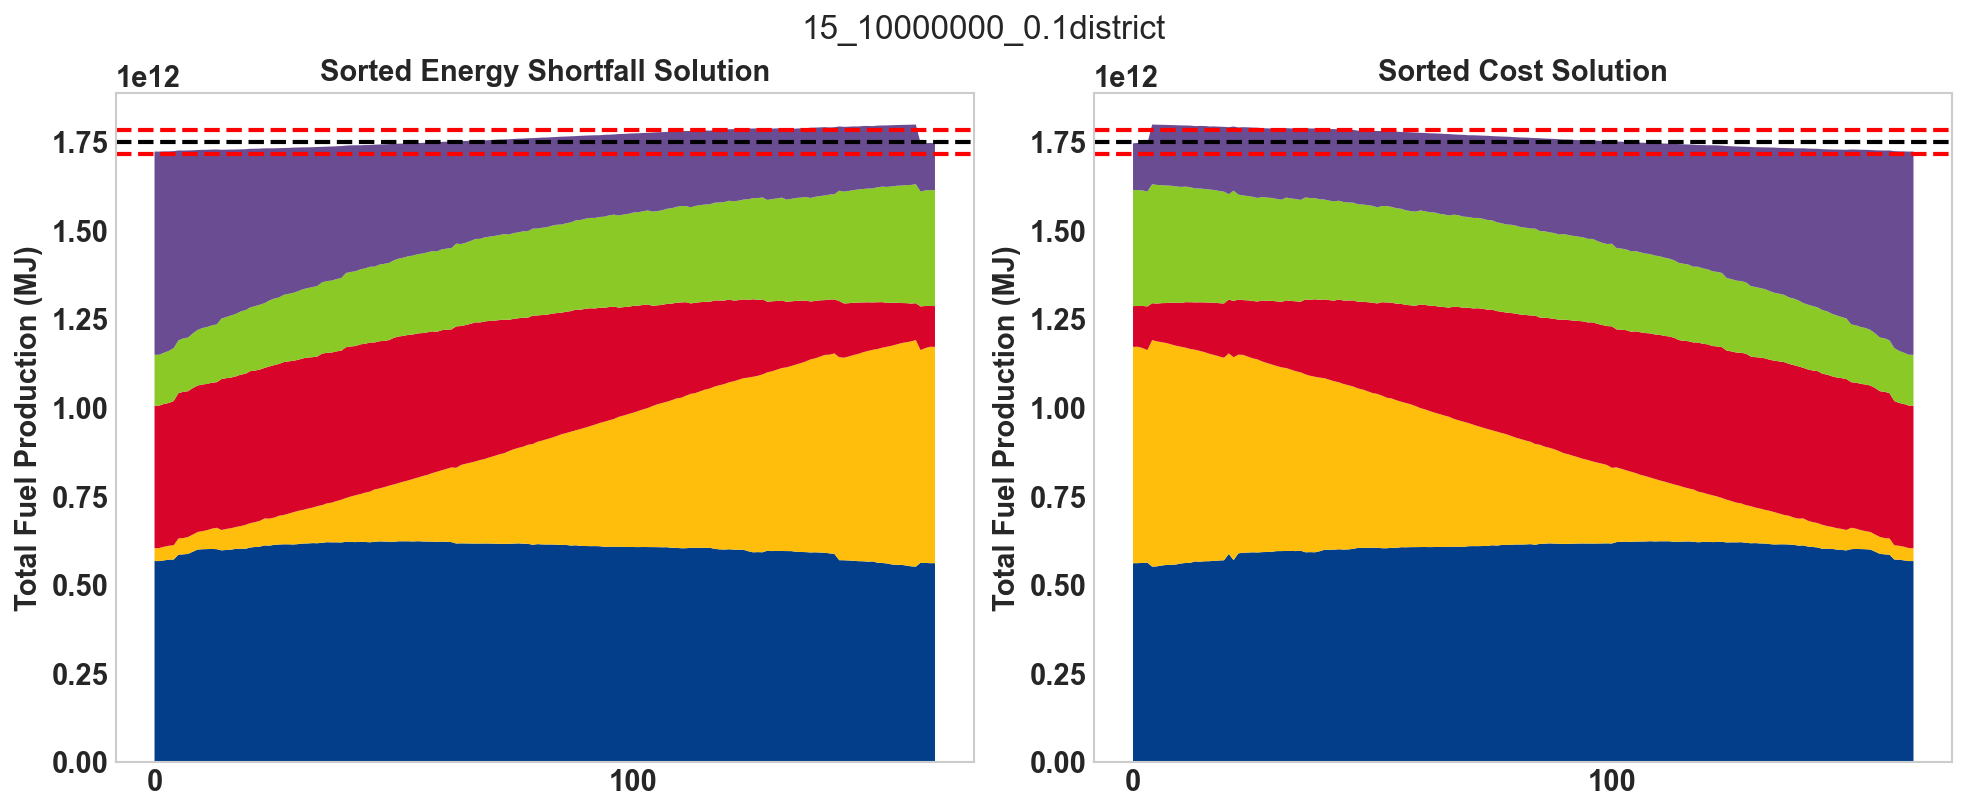 15_10000000_0.1district
Sorted Energy Shortfall Solution
1e12
Total Fuel Production (MJ)
1.75
1.50
1.25
1.00
0.75
0.50
0.25
0.00
0 100
Sorted Cost Solution
1e12
Total Fuel Production (MJ)
1.75
1.50
1.25
1.00
0.75
0.50
0.25
0.00
0 100